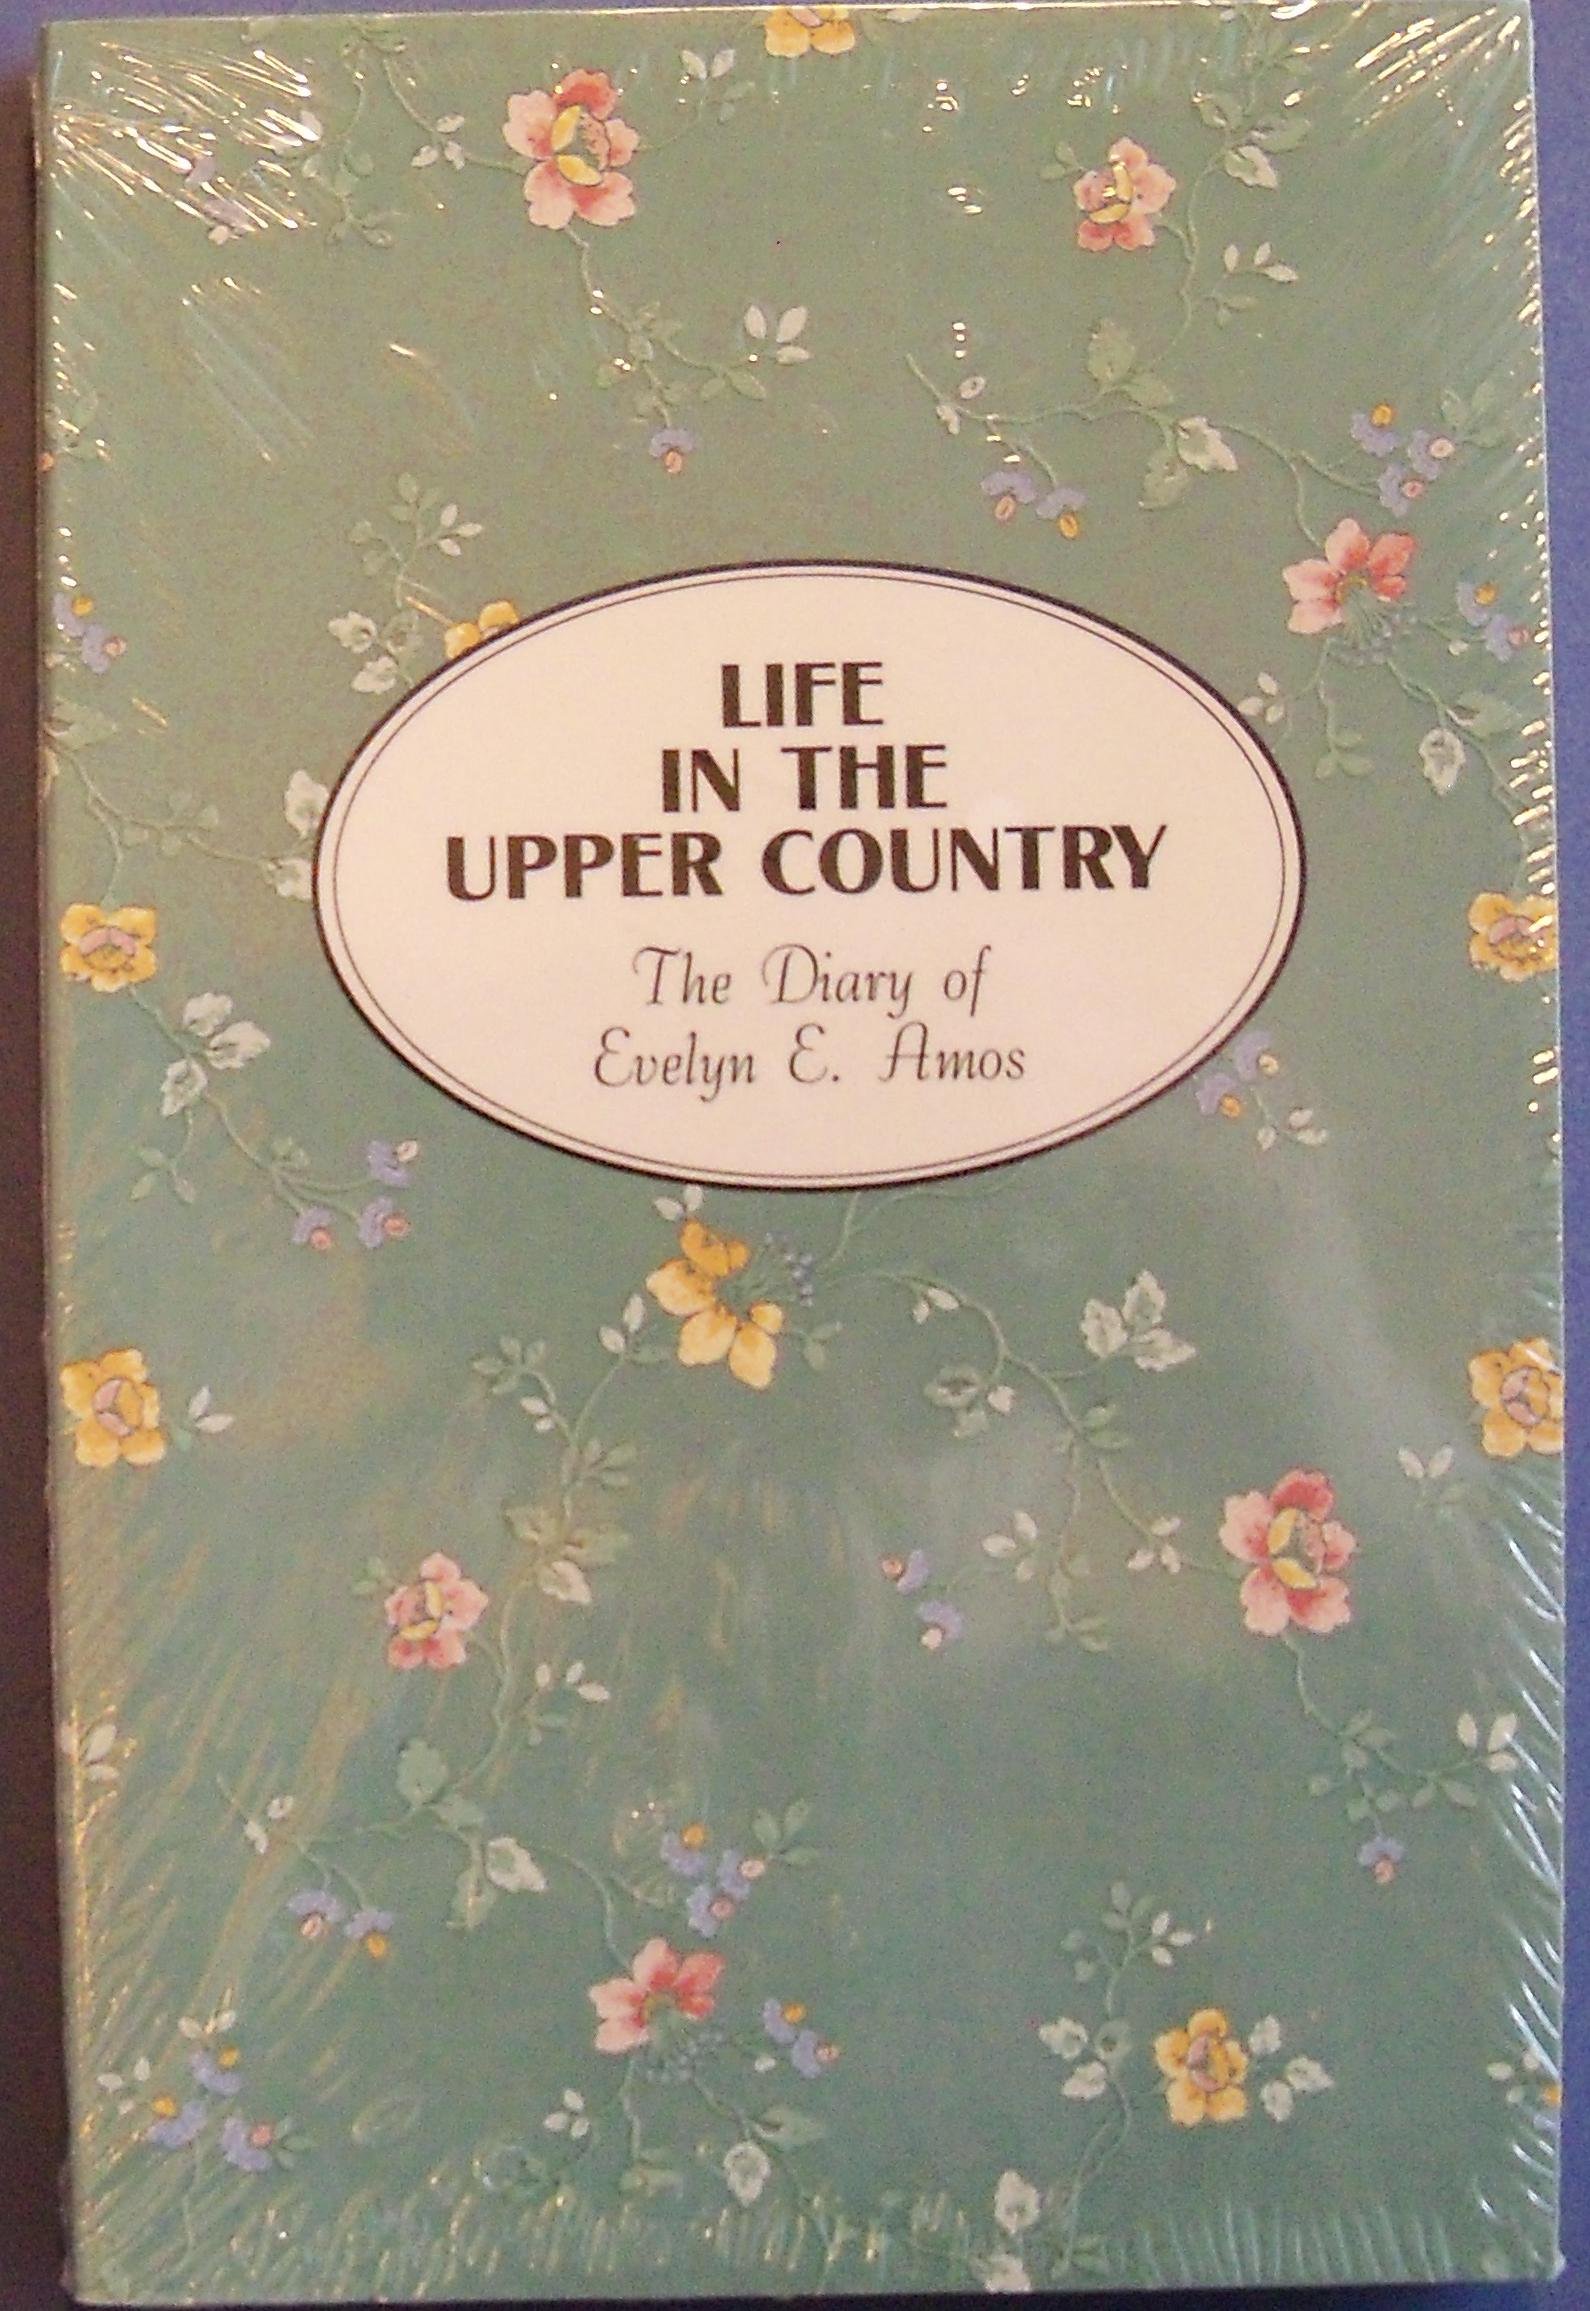 LIFE
IN THE
UPPER COUNTRY
The Diary of
Evelyn E. Amos